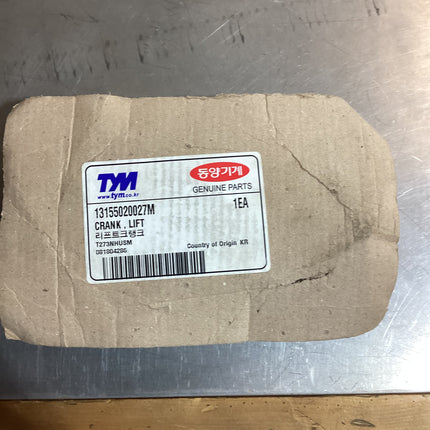 TYM
www.tym.co.kr
동양기계
GENUINE PARTS
13155020027M 1EA
CRANK , LIFT
리프트크랭크
T273NHUSM
081804286 Country of Origin KR